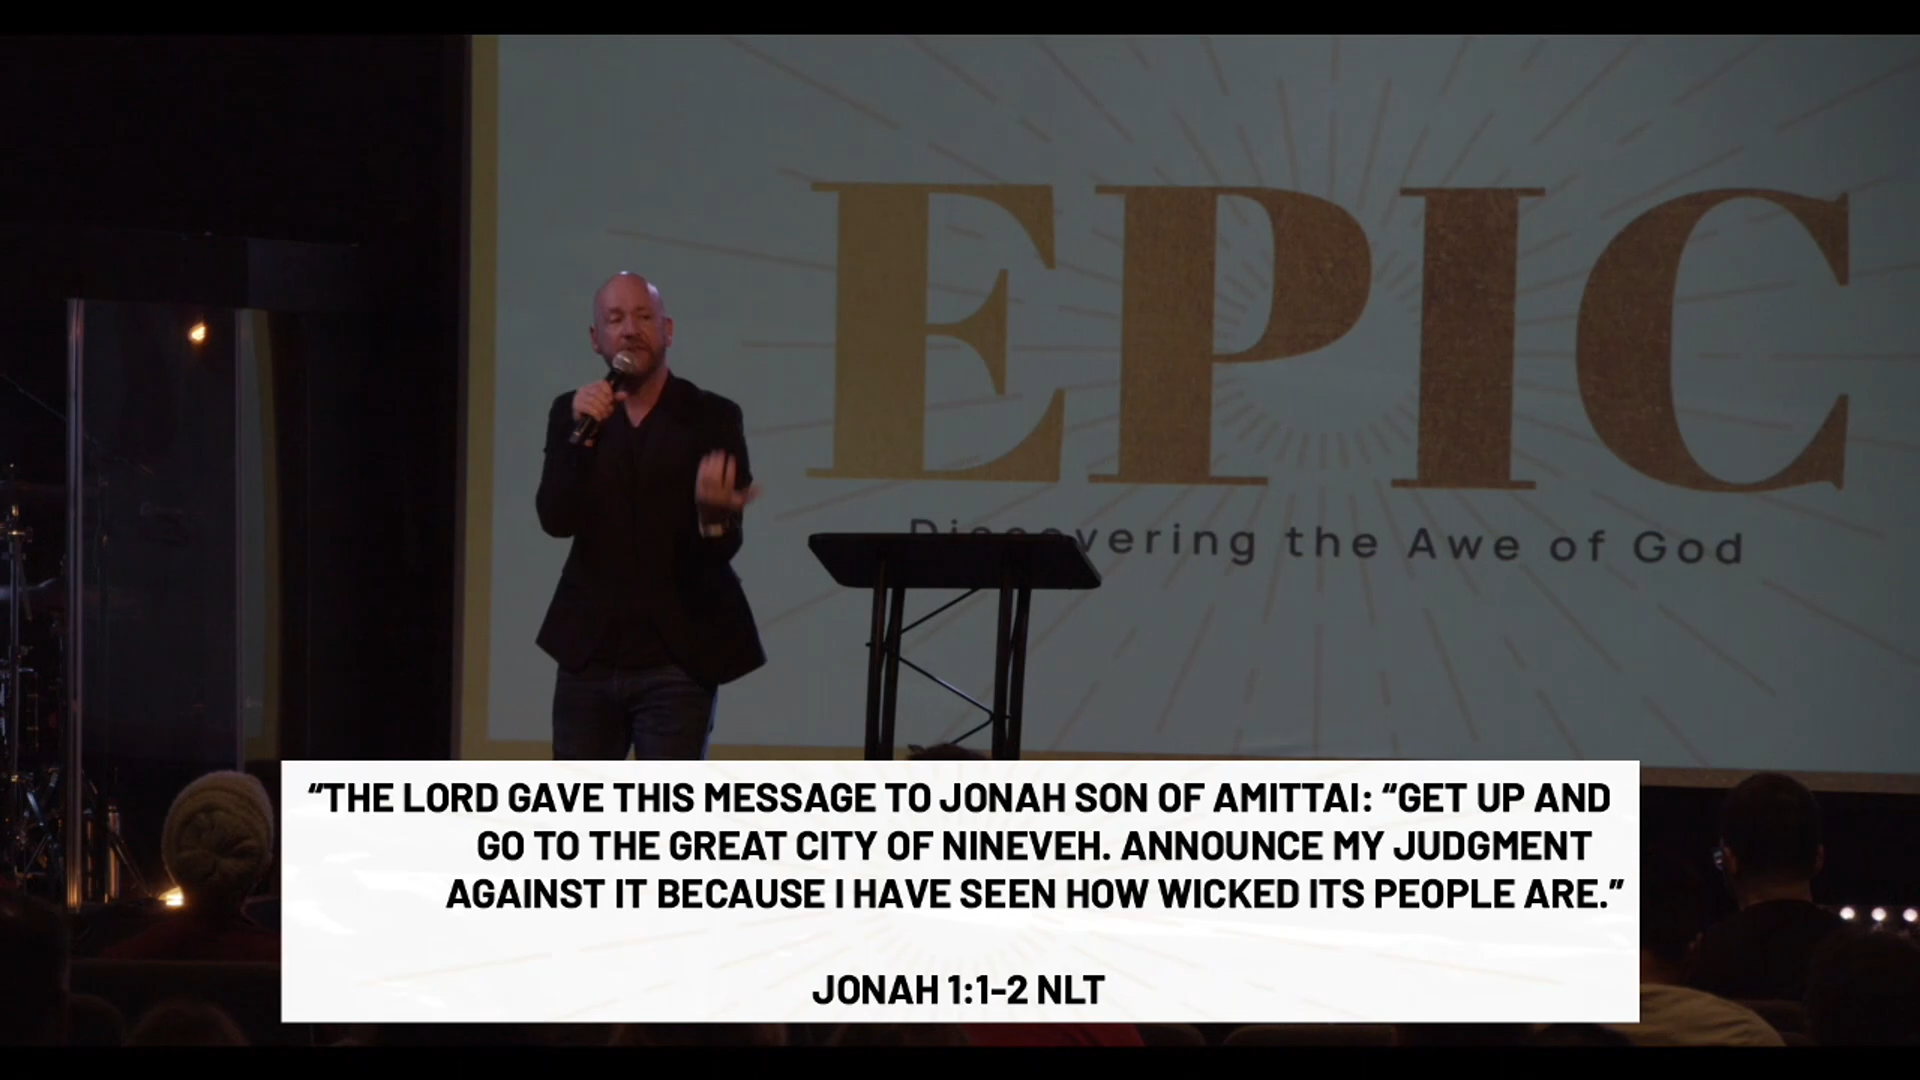 EPIC
Discovering the Awe of God
“THE LORD GAVE THIS MESSAGE TO JONAH SON OF AMITTAI: “GET UP AND
GO TO THE GREAT CITY OF NINEVEH. ANNOUNCE MY JUDGMENT
AGAINST IT BECAUSE I HAVE SEEN HOW WICKED ITS PEOPLE ARE.”
JONAH 1:1-2 NLT